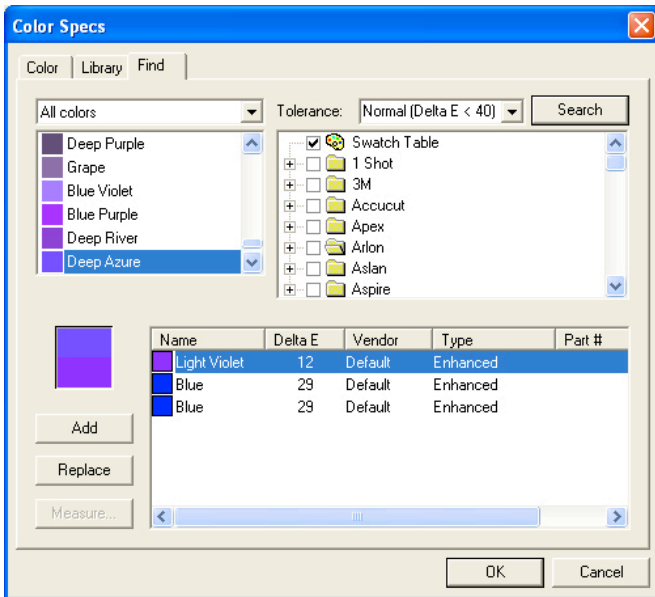 Color Specs
Color Library Find
All colors Tolerance: Normal (Delta E < 40) Search
Deep Purple
Grape
Blue Violet
Blue Purple
Deep River
Deep Azure
Swatch Table
1 Shot
3M
Accucut
Apex
Arlon
Aslan
Aspire
Name Delta E Vendor Type Part #
Light Violet 12 Default Enhanced
Blue 29 Default Enhanced
Blue 29 Default Enhanced
Add
Replace
Measure...
OK Cancel